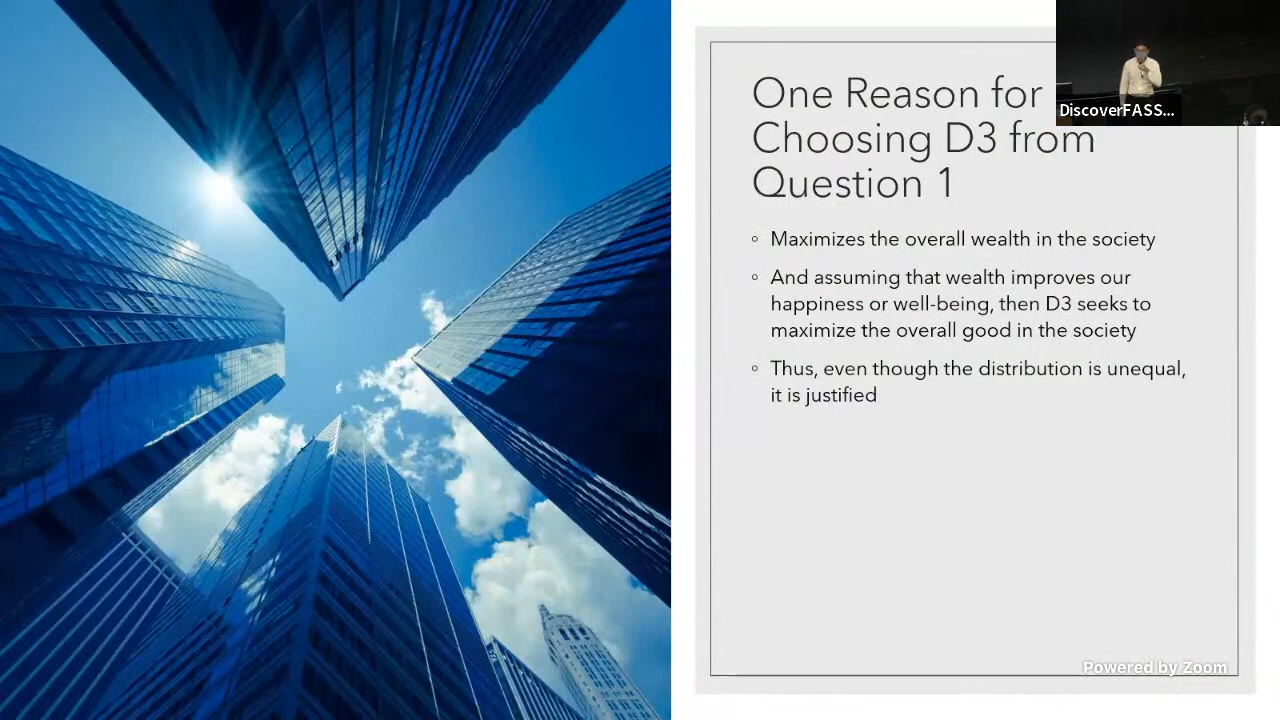 One Reason for
Choosing D3 from
Question 1
DiscoverFASS...
◦ Maximizes the overall wealth in the society
◦ And assuming that wealth improves our
happiness or well-being, then D3 seeks to
maximize the overall good in the society
◦ Thus, even though the distribution is unequal,
it is justified
Powered by Zoom